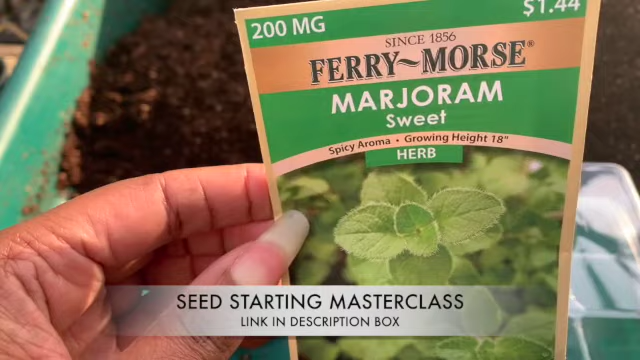 200 MG
$1.44
SINCE 1856
FERRY~MORSE®
MARJORAM
Sweet
Spicy Aroma • Growing Height 18"
HERB
SEED STARTING MASTERCLASS
LINK IN DESCRIPTION BOX